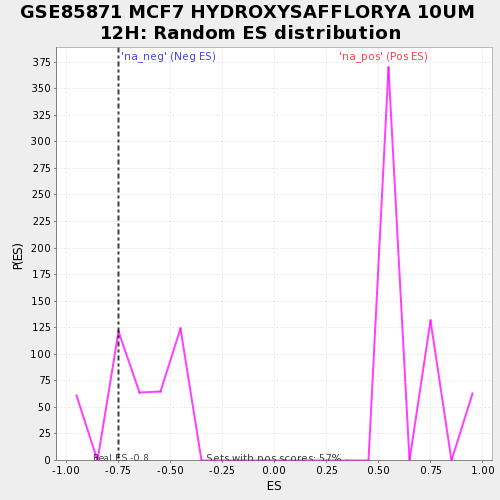 GSE85871 MCF7 HYDROXYSAFFLORYA 10UM
12H: Random ES distribution
'na_neg' (Neg ES)
'na_pos' (Pos ES)
375
350
325
300
275
250
225
200
175
150
125
100
75
50
25
0
P(ES)
Real ES -0.8
Sets with pos scores: 57%
-1.00 -0.75 -0.50 -0.25 0.00 0.25 0.50 0.75 1.00
ES